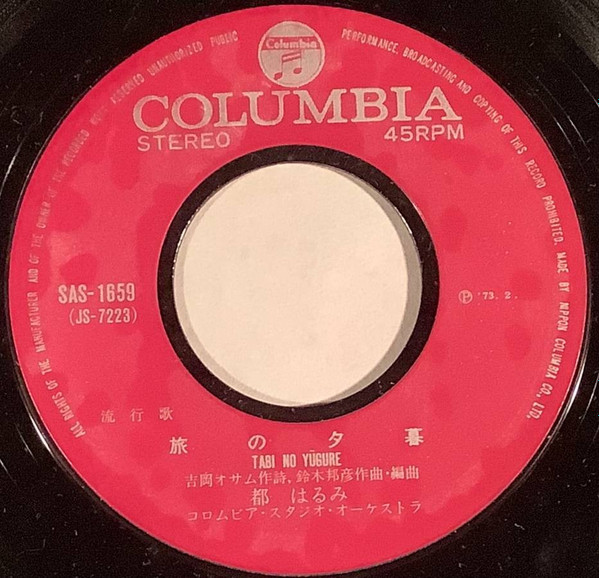 ALL RIGHTS OF THE MANUFACTURER AND OF THE OWNER OF THE RECORDED WORK RESERVED UNAUTHORIZED PUBLIC PERFORMANCE, BROADCASTING AND COPYING OF THIS RECORD PROHIBITED. MADE BY NIPPON COLUMBIA CO., LTD.
Columbia
COLUMBIA
STEREO 45RPM
SAS-1659
(JS-7223)
Ⓟ '73. 2.
流行歌
旅の夕暮
TABI NO YŪGURE
吉岡オサム作詩, 鈴木邦彦作曲・編曲
都 はるみ
コロムビア・スタジオ・オーケストラ